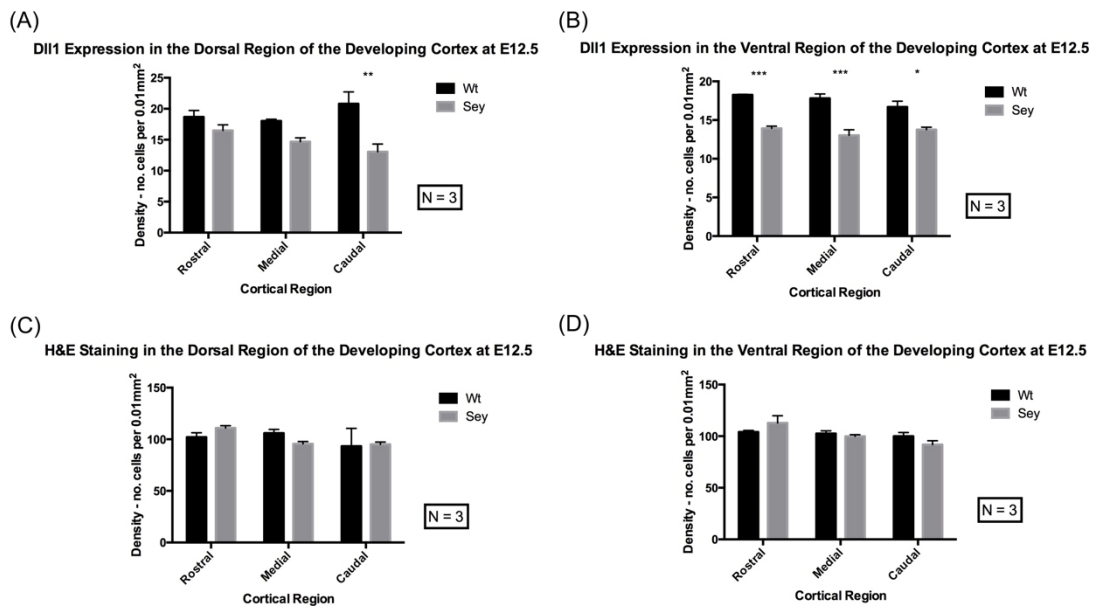 (A)
Dll1 Expression in the Dorsal Region of the Developing Cortex at E12.5
Density - no. cells per 0.01mm²
25
20
15
10
5
0
**
Wt
Sey
N = 3
Rostral
Medial
Caudal
Cortical Region
(B)
Dll1 Expression in the Ventral Region of the Developing Cortex at E12.5
Density - no. cells per 0.01mm²
20
15
10
5
0
***
***
*
Wt
Sey
N = 3
Rostral
Medial
Caudal
Cortical Region
(C)
H&E Staining in the Dorsal Region of the Developing Cortex at E12.5
Density - no. cells per 0.01mm²
150
100
50
0
Wt
Sey
N = 3
Rostral
Medial
Caudal
Cortical Region
(D)
H&E Staining in the Ventral Region of the Developing Cortex at E12.5
Density - no. cells per 0.01mm²
150
100
50
0
Wt
Sey
N = 3
Rostral
Medial
Caudal
Cortical Region